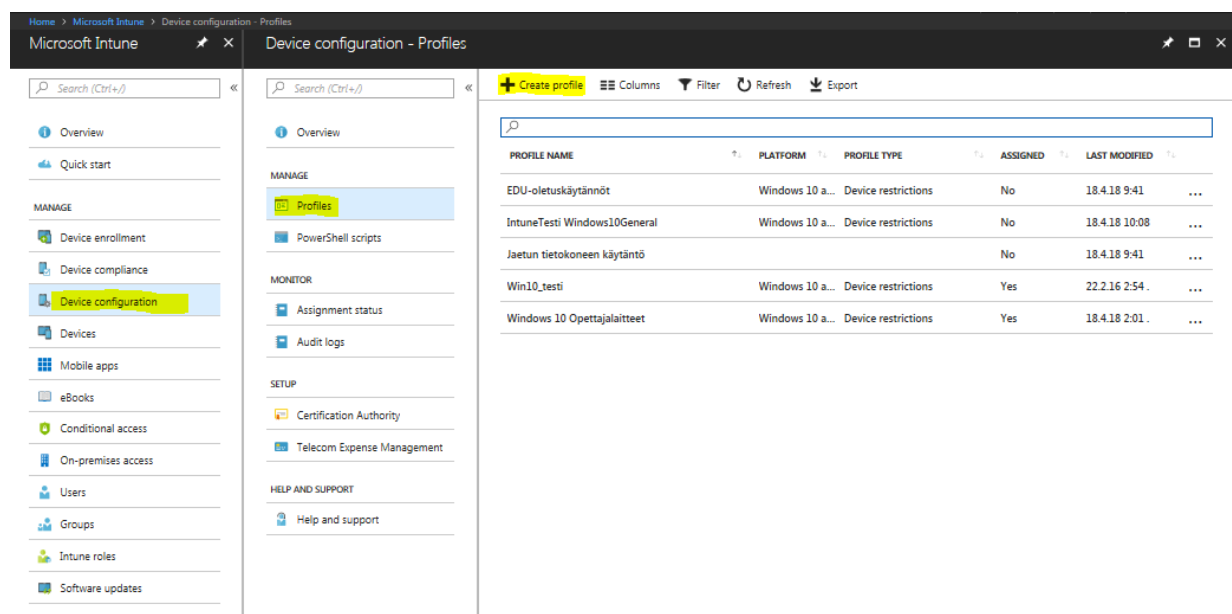 Home > Microsoft Intune > Device configuration - Profiles
Microsoft Intune
Device configuration - Profiles
Search (Ctrl+/)
Overview
Quick start
MANAGE
Device enrollment
Device compliance
Device configuration
Devices
Mobile apps
eBooks
Conditional access
On-premises access
Users
Groups
Intune roles
Software updates
Search (Ctrl+/)
Overview
MANAGE
Profiles
PowerShell scripts
MONITOR
Assignment status
Audit logs
SETUP
Certification Authority
Telecom Expense Management
HELP AND SUPPORT
Help and support
Create profile Columns Filter Refresh Export
PROFILE NAME PLATFORM PROFILE TYPE ASSIGNED LAST MODIFIED
EDU-oletuskäytännöt Windows 10 a... Device restrictions No 18.4.18 9:41 ...
IntuneTesti Windows10General Windows 10 a... Device restrictions No 18.4.18 10:08 ...
Jaetun tietokoneen käytäntö No 18.4.18 9:41 ...
Win10_testi Windows 10 a... Device restrictions Yes 22.2.16 2:54 . ...
Windows 10 Opettajalaitteet Windows 10 a... Device restrictions Yes 18.4.18 2:01 . ...